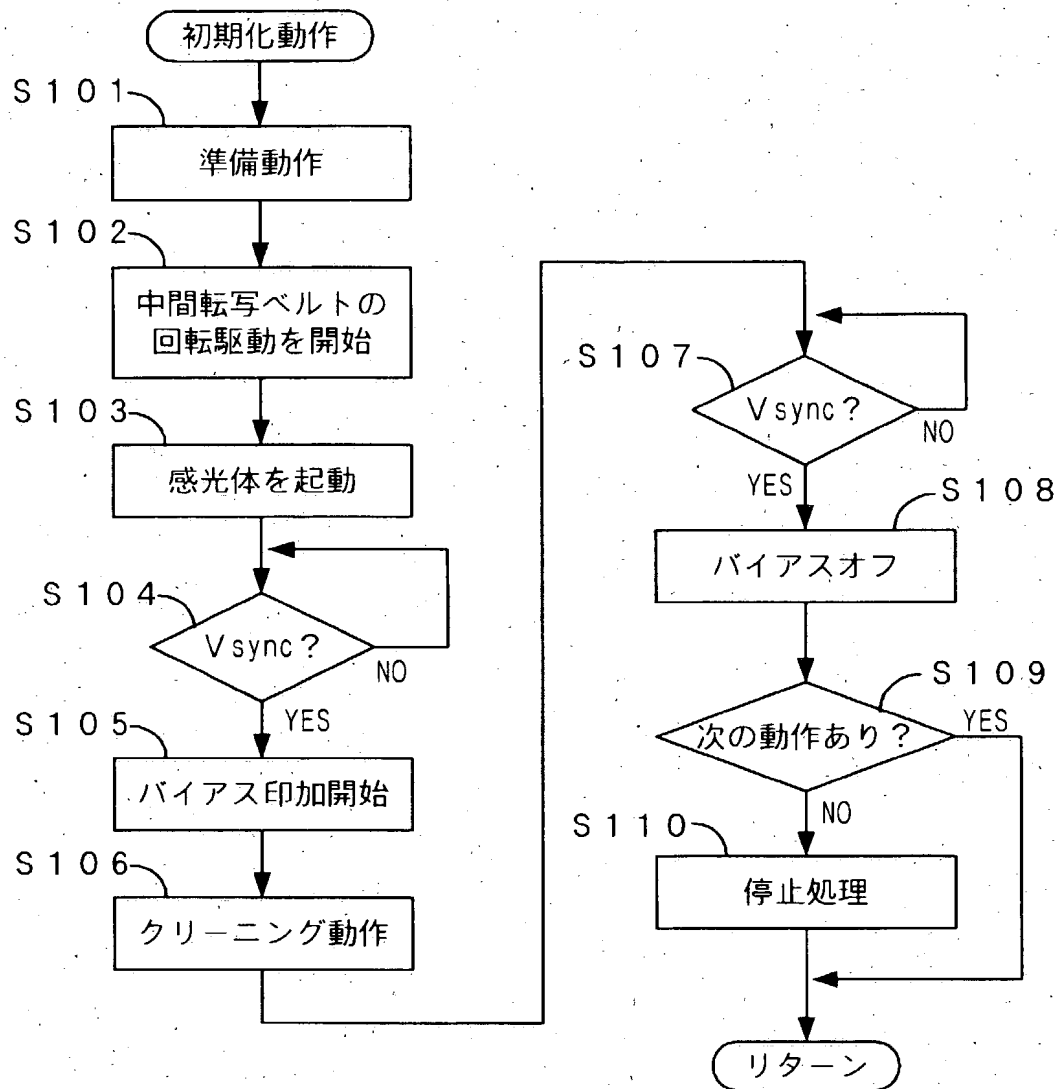 初期化動作
S101
準備動作
S102
中間転写ベルトの
回転駆動を開始
S103
感光体を起動
S104
Vsync?
NO
YES
S105
バイアス印加開始
S106
クリーニング動作
S107
Vsync?
NO
YES
S108
バイアスオフ
S109
次の動作あり?
YES
NO
S110
停止処理
リターン